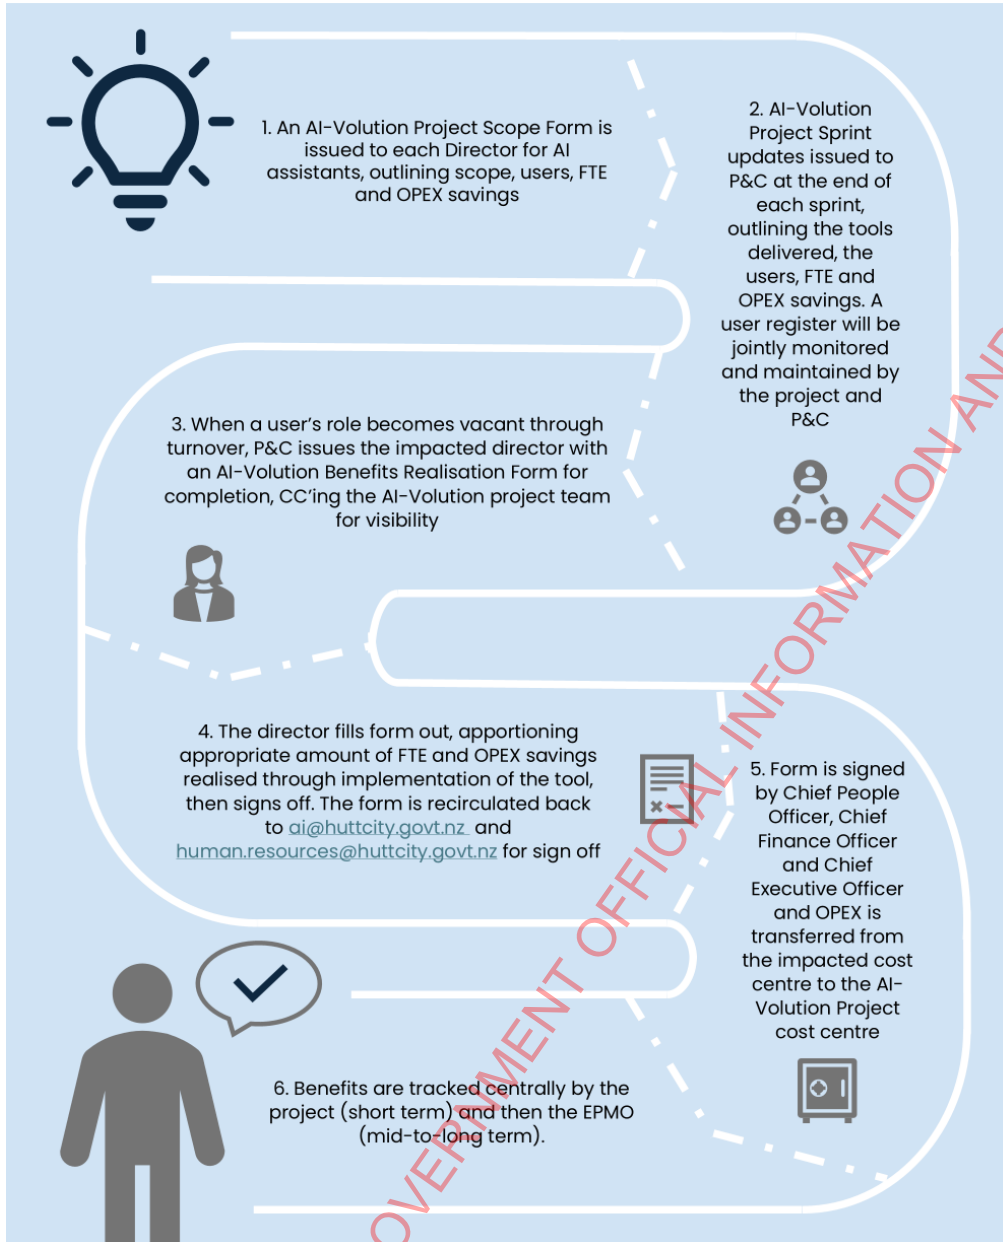 1. An AI-Volution Project Scope Form is
issued to each Director for AI
assistants, outlining scope, users, FTE
and OPEX savings
2. AI-Volution
Project Sprint
updates issued to
P&C at the end of
each sprint,
outlining the tools
delivered, the
users, FTE and
OPEX savings. A
user register will be
jointly monitored
and maintained by
the project and
P&C
3. When a user’s role becomes vacant through
turnover, P&C issues the impacted director with
an AI-Volution Benefits Realisation Form for
completion, CC’ing the AI-Volution project team
for visibility
4. The director fills form out, apportioning
appropriate amount of FTE and OPEX savings
realised through implementation of the tool,
then signs off. The form is recirculated back
to ai@huttcity.govt.nz and
human.resources@huttcity.govt.nz for sign off
5. Form is signed
by Chief People
Officer, Chief
Finance Officer
and Chief
Executive Officer
and OPEX is
transferred from
the impacted cost
centre to the AI-
Volution Project
cost centre
6. Benefits are tracked centrally by the
project (short term) and then the EPMO
(mid-to-long term).
OVERNMENT OFFICIAL INFORMATION AND